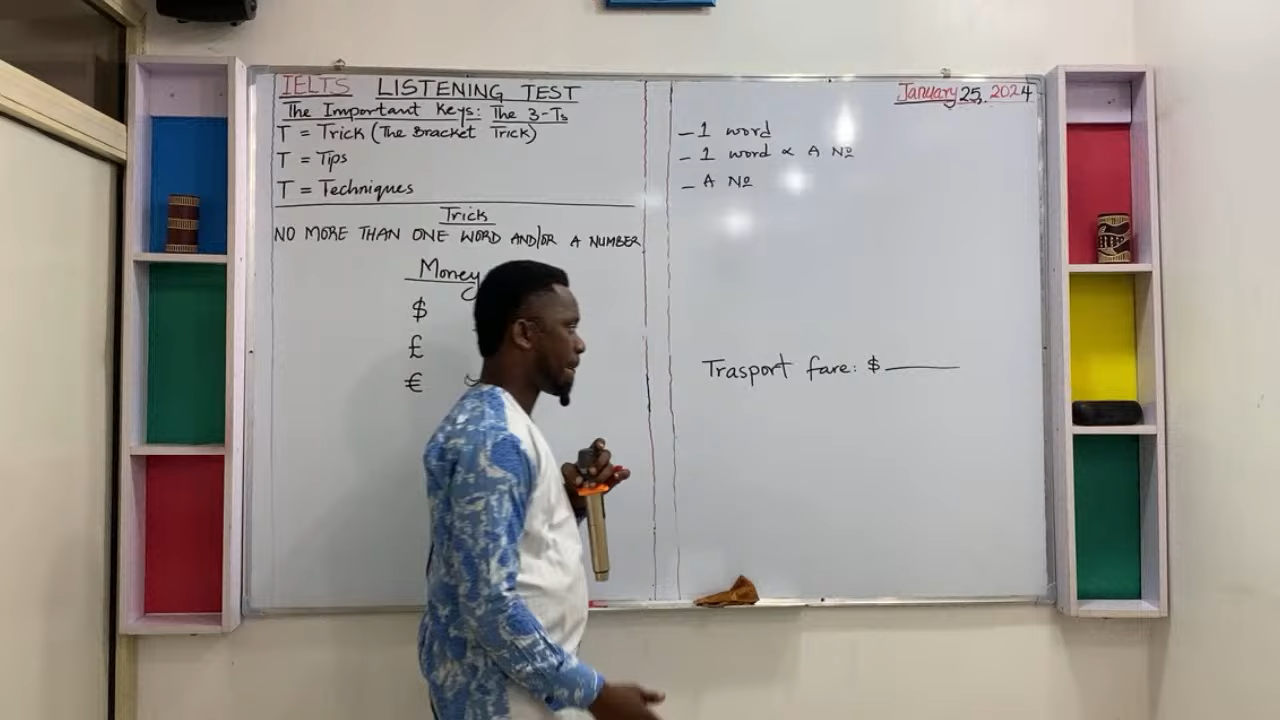 IELTS LISTENING TEST
The Important Keys: The 3-Ts
T = Trick (The Bracket Trick)
T = Tips
T = Techniques
Trick
NO MORE THAN ONE WORD AND/OR A NUMBER
Money
$
£
€
January 25, 2024
- 1 word
- 1 word & A No
- A No
Trasport fare: $ ______